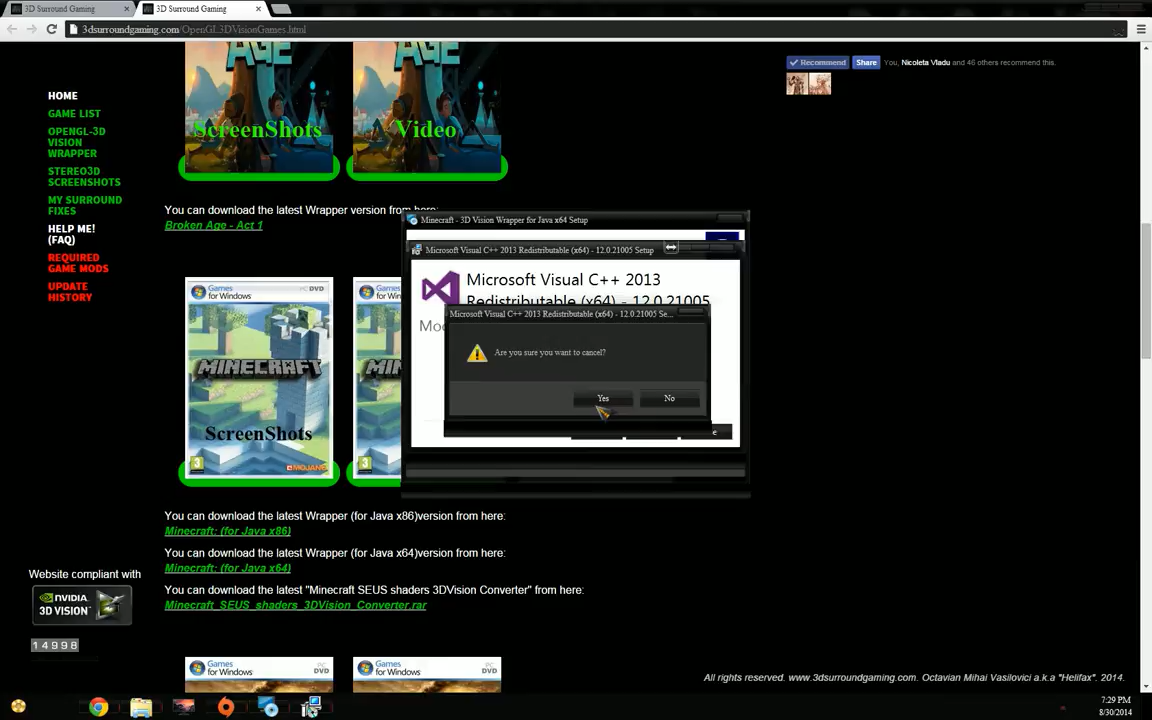 3D Surround Gaming
3D Surround Gaming
3dsurroundgaming.com/OpenGL3DVisionGames.html
HOME
GAME LIST
OPENGL-3D
VISION
WRAPPER
STEREO3D
SCREENSHOTS
MY SURROUND
FIXES
HELP ME!
(FAQ)
REQUIRED
GAME MODS
UPDATE
HISTORY
AGE
ScreenShots
Video
Recommend
Share
You, Nicoleta Vladu and 46 others recommend this.
You can download the latest Wrapper version from here:
Broken Age - Act 1
Minecraft - 3D Vision Wrapper for Java x64 Setup
Microsoft Visual C++ 2013 Redistributable (x64) - 12.0.21005 Setup
Microsoft Visual C++ 2013
Redistributable (x64) - 12.0.21005
Microsoft Visual C++ 2013 Redistributable (x64) - 12.0.21005 Se...
Are you sure you want to cancel?
Yes
No
Games
for Windows
PC
DVD
MINECRAFT
ScreenShots
3
MOJANG
Games
for Windows
3
You can download the latest Wrapper (for Java x86)version from here:
Minecraft: (for Java x86)
You can download the latest Wrapper (for Java x64)version from here:
Minecraft: (for Java x64)
You can download the latest "Minecraft SEUS shaders 3DVision Converter" from here:
Minecraft_SEUS_shaders_3DVision_Converter.rar
Website compliant with
NVIDIA
3D VISION
14998
Games
for Windows
PC
DVD
Games
for Windows
PC
DVD
All rights reserved. www.3dsurroundgaming.com. Octavian Mihai Vasilovici a.k.a "Helifax". 2014.
7:29 PM
8/30/2014